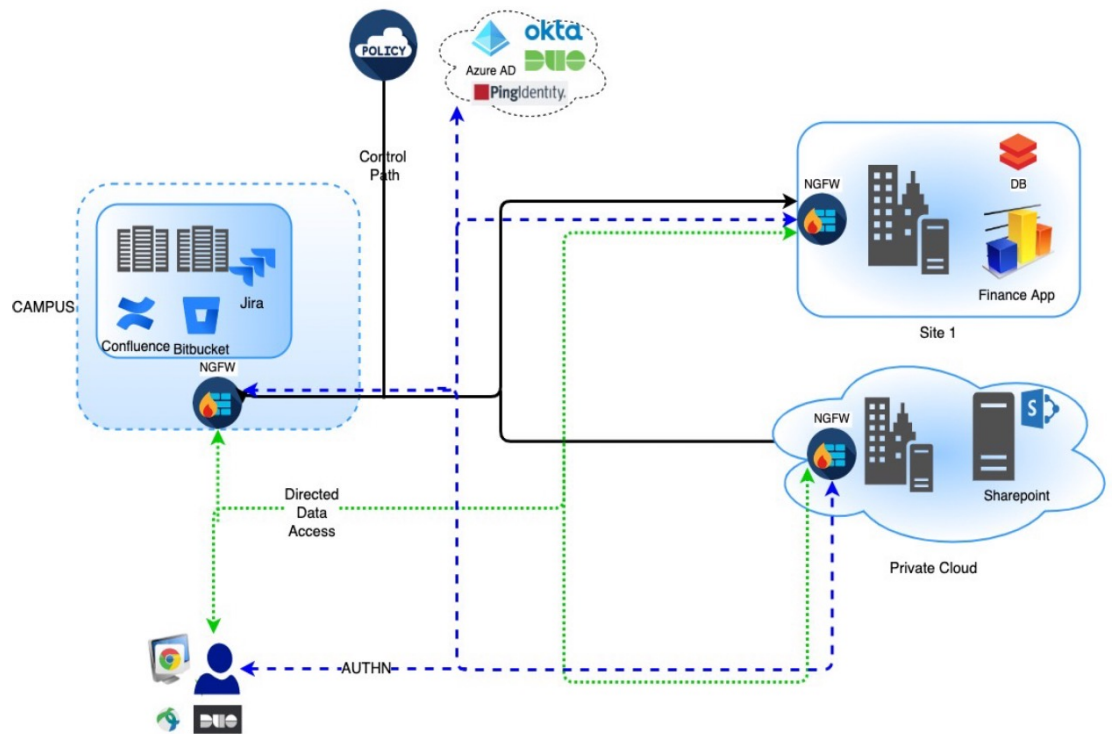 POLICY
okta
Azure AD
DUO
PingIdentity.
Control
Path
NGFW
DB
Finance App
Site 1
CAMPUS
Jira
Confluence
Bitbucket
NGFW
NGFW
S
Sharepoint
Private Cloud
Directed
Data
Access
AUTHN
DUO